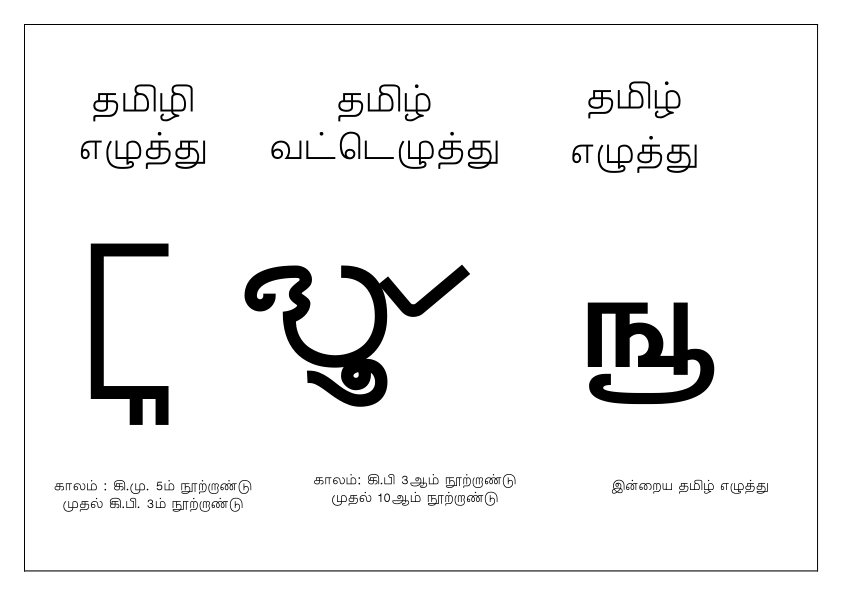 தமிழி
எழுத்து
𑀗𑀽
காலம் : கி.மு. 5ம் நூற்றாண்டு
முதல் கி.பி. 3ம் நூற்றாண்டு
தமிழ்
வட்டெழுத்து
காலம்: கி.பி 3ஆம் நூற்றாண்டு
முதல் 10ஆம் நூற்றாண்டு
தமிழ்
எழுத்து
ஙூ
இன்றைய தமிழ் எழுத்து